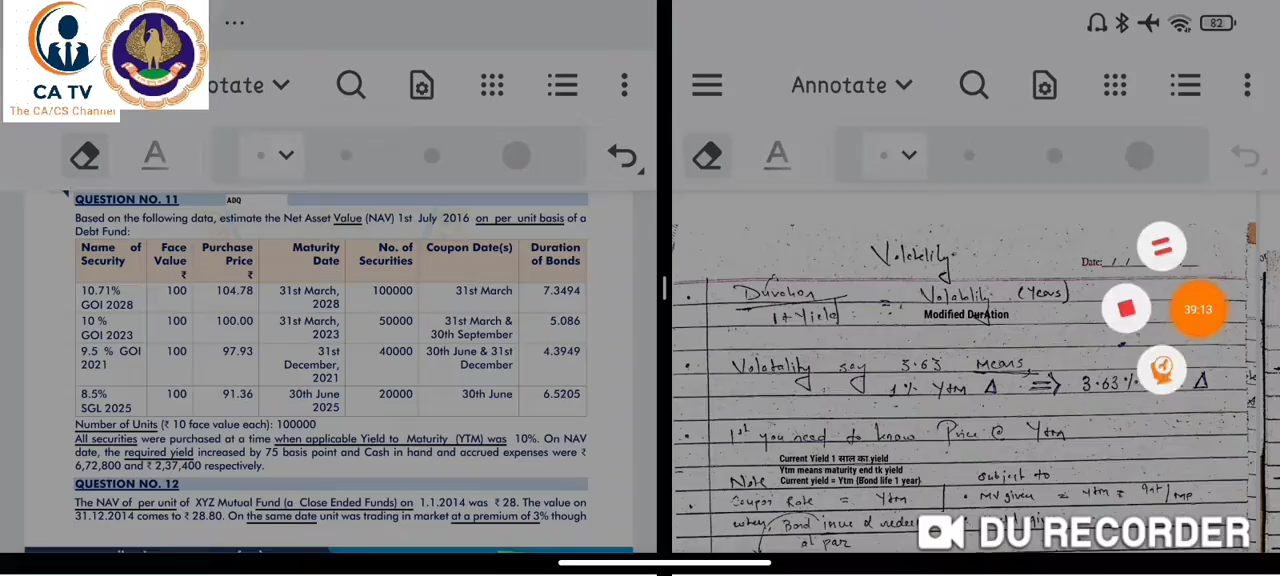 CA TV
The CA/CS Channel
...
otate
Annotate
82
A
A
QUESTION NO. 11
ADQ
Based on the following data, estimate the Net Asset Value (NAV) 1st July 2016 on per unit basis of a
Debt Fund:
Name of Security Face Value ₹ Purchase Price ₹ Maturity Date No. of Securities Coupon Date(s) Duration of Bonds
10.71% GOI 2028 100 104.78 31st March, 2028 100000 31st March 7.3494
10 % GOI 2023 100 100.00 31st March, 2023 50000 31st March & 30th September 5.086
9.5 % GOI 2021 100 97.93 31st December, 2021 40000 30th June & 31st December 4.3949
8.5% SGL 2025 100 91.36 30th June 2025 20000 30th June 6.5205
Number of Units (₹ 10 face value each): 100000
All securities were purchased at a time when applicable Yield to Maturity (YTM) was 10%. On NAV
date, the required yield increased by 75 basis point and Cash in hand and accrued expenses were ₹
6,72,800 and ₹ 2,37,400 respectively.
QUESTION NO. 12
The NAV of per unit of XYZ Mutual Fund (a Close Ended Funds) on 1.1.2014 was ₹ 28. The value on
31.12.2014 comes to ₹ 28.80. On the same date unit was trading in market at a premium of 3% though
Volatility
Date: / /
Duration / 1+ Yield = Volatility (Years)
Modified Duration
Volatality say 3.63 Means,
1% Ytm Δ ⇒ 3.63% Δ
39:13
1st you need to know Price @ Ytm
Current Yield 1 साल का yield
Ytm means maturity end tk yield
Current yield = Ytm (Bond life 1 year)
Note subject to
Coupon Rate = Ytm
MV given = Ytm =
when, Bond issue &
at par
DU RECORDER